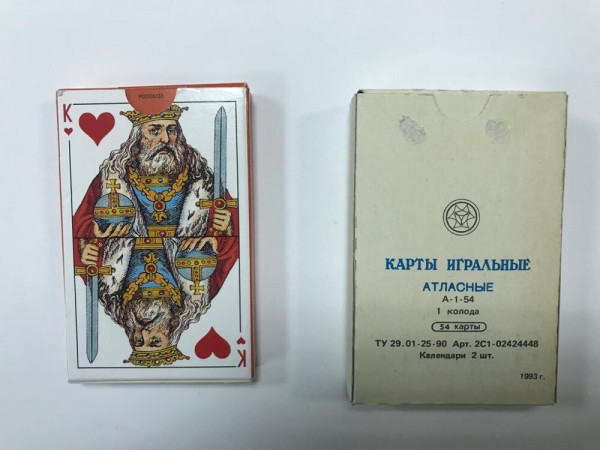 K
КАРТЫ ИГРАЛЬНЫЕ
АТЛАСНЫЕ
А-1-54
1 колода
54 карты
ТУ 29.01-25-90 Арт. 2С1-02424448
Календари 2 шт.
1993 г.
K